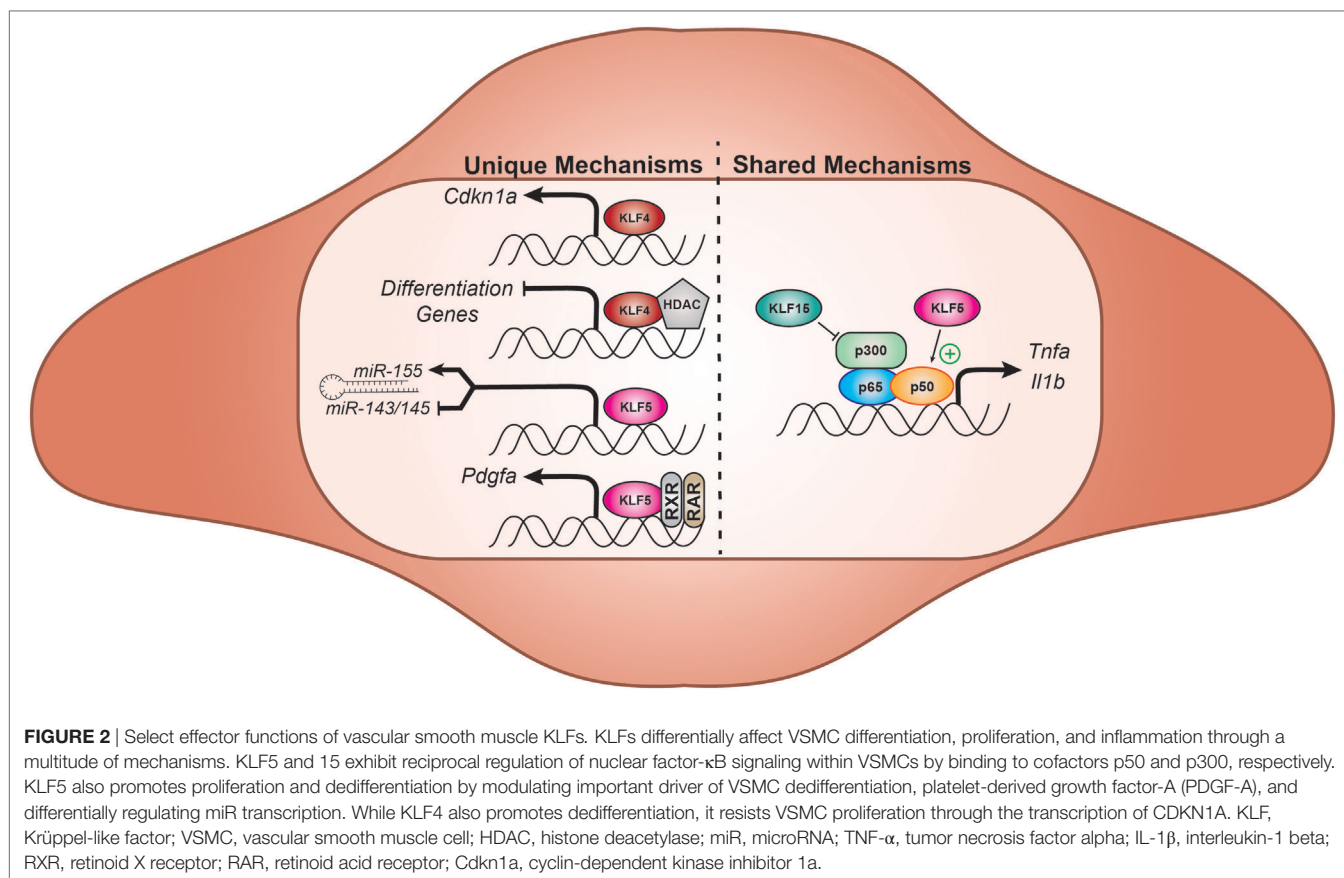 Unique Mechanisms
Shared Mechanisms
Cdkn1a
KLF4
Differentiation
Genes
KLF4
HDAC
miR-155
miR-143/145
KLF5
Pdgfa
KLF5
RXR
RAR
KLF15
KLF5
p300
+
p65
p50
Tnfa
Il1b
FIGURE 2 | Select effector functions of vascular smooth muscle KLFs. KLFs differentially affect VSMC differentiation, proliferation, and inflammation through a
multitude of mechanisms. KLF5 and 15 exhibit reciprocal regulation of nuclear factor-κB signaling within VSMCs by binding to cofactors p50 and p300, respectively.
KLF5 also promotes proliferation and dedifferentiation by modulating important driver of VSMC dedifferentiation, platelet-derived growth factor-A (PDGF-A), and
differentially regulating miR transcription. While KLF4 also promotes dedifferentiation, it resists VSMC proliferation through the transcription of CDKN1A. KLF,
Krüppel-like factor; VSMC, vascular smooth muscle cell; HDAC, histone deacetylase; miR, microRNA; TNF-α, tumor necrosis factor alpha; IL-1β, interleukin-1 beta;
RXR, retinoid X receptor; RAR, retinoid acid receptor; Cdkn1a, cyclin-dependent kinase inhibitor 1a.